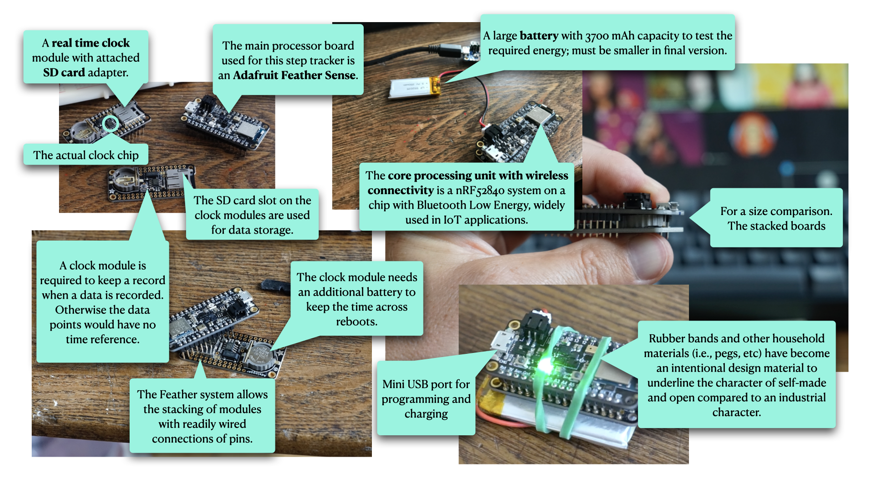 A real time clock
module with attached
SD card adapter.
The main processor board
used for this step tracker is
an Adafruit Feather Sense.
A large battery with 3700 mAh capacity to test the
required energy; must be smaller in final version.
The actual clock chip
The SD card slot on the
clock modules are used
for data storage.
The core processing unit with wireless
connectivity is a nRF52840 system on a
chip with Bluetooth Low Energy, widely
used in IoT applications.
For a size comparison.
The stacked boards
A clock module is
required to keep a record
when a data is recorded.
Otherwise the data
points would have no
time reference.
The clock module needs
an additional battery to
keep the time across
reboots.
The Feather system allows
the stacking of modules
with readily wired
connections of pins.
Mini USB port for
programming and
charging
Rubber bands and other household
materials (i.e., pegs, etc) have become
an intentional design material to
underline the character of self-made
and open compared to an industrial
character.